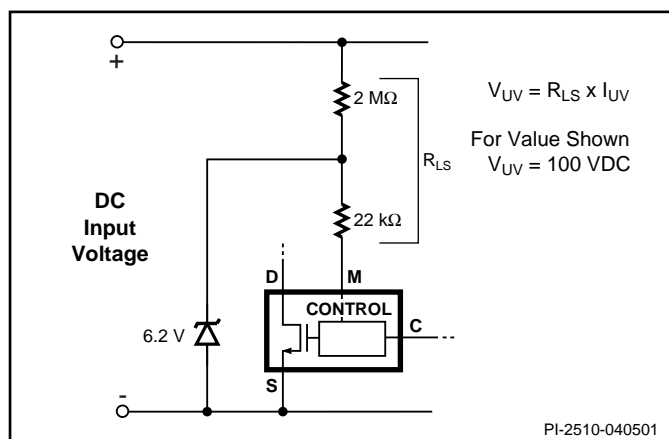 +
2 MΩ
V_UV = R_LS x I_UV
For Value Shown
V_UV = 100 VDC
R_LS
DC
Input
Voltage
22 kΩ
D
M
CONTROL
C
6.2 V
S
-
PI-2510-040501